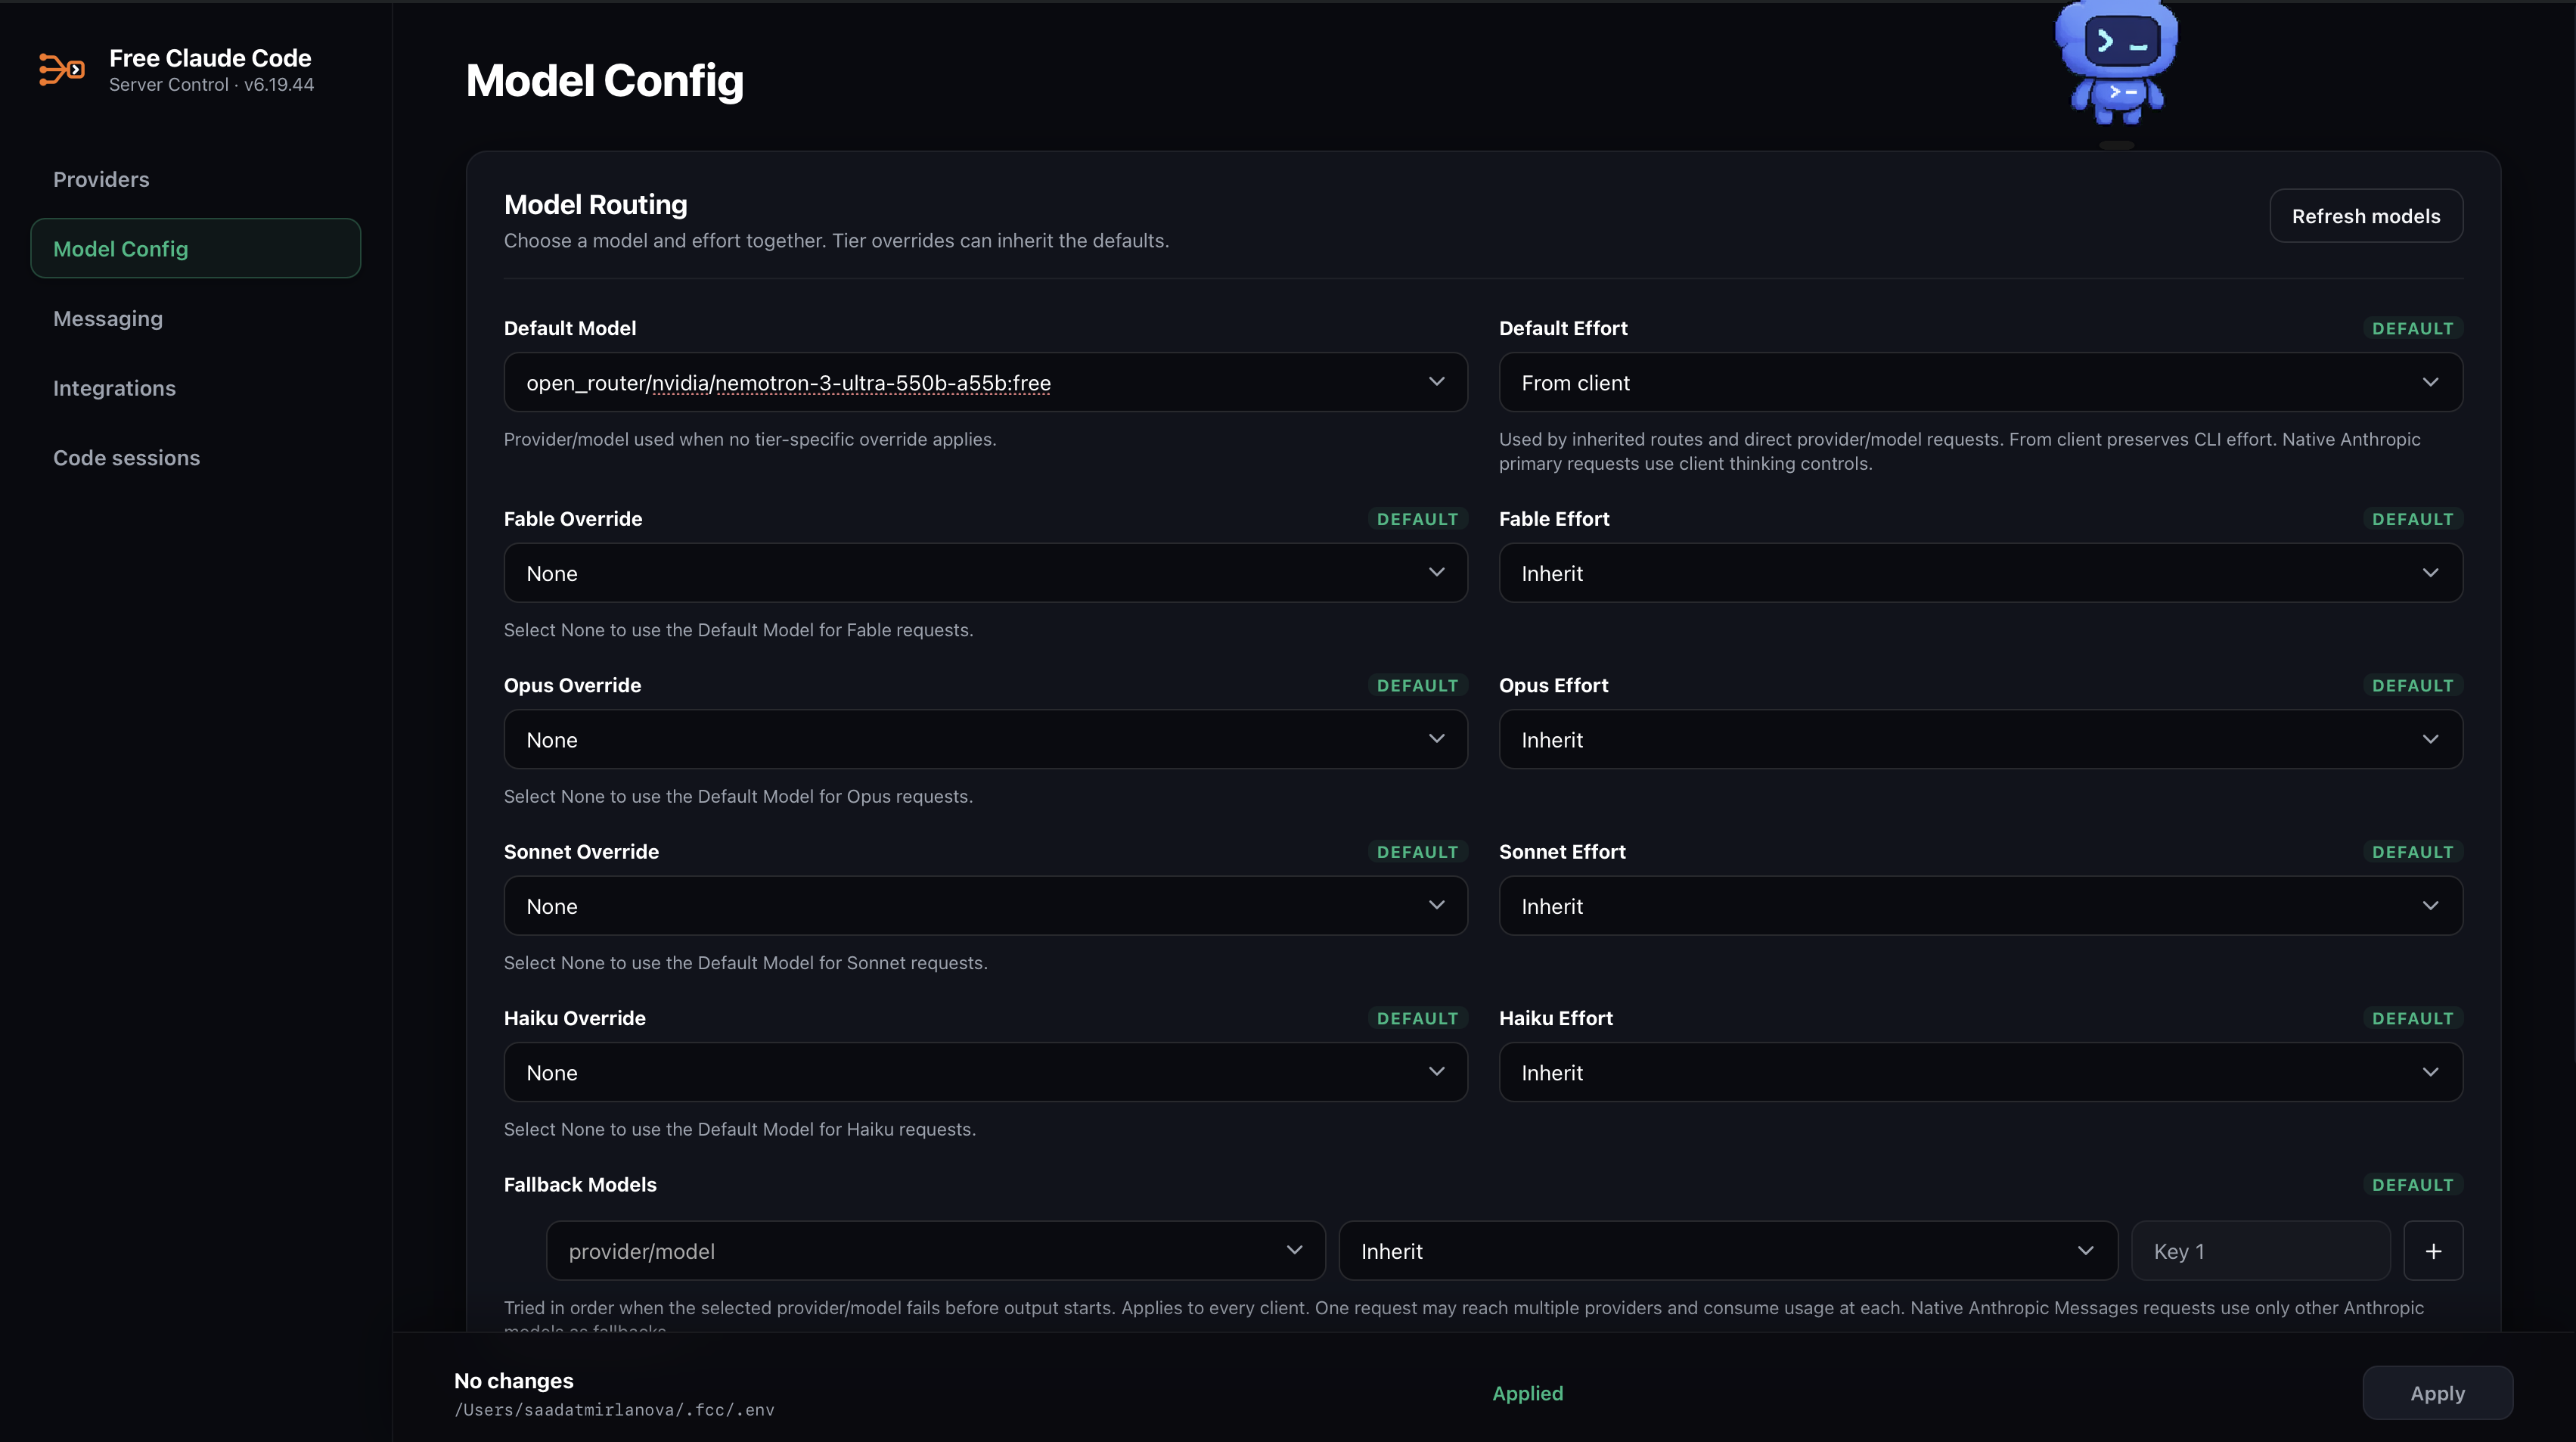 Free Claude Code
Server Control · v6.19.44
Providers
Model Config
Messaging
Integrations
Code sessions
Model Config
Model Routing
Choose a model and effort together. Tier overrides can inherit the defaults.
Refresh models
Default Model
open_router/nvidia/nemotron-3-ultra-550b-a55b:free
Provider/model used when no tier-specific override applies.
Default Effort
DEFAULT
From client
Used by inherited routes and direct provider/model requests. From client preserves CLI effort. Native Anthropic
primary requests use client thinking controls.
Fable Override
DEFAULT
None
Select None to use the Default Model for Fable requests.
Fable Effort
DEFAULT
Inherit
Opus Override
DEFAULT
None
Select None to use the Default Model for Opus requests.
Opus Effort
DEFAULT
Inherit
Sonnet Override
DEFAULT
None
Select None to use the Default Model for Sonnet requests.
Sonnet Effort
DEFAULT
Inherit
Haiku Override
DEFAULT
None
Select None to use the Default Model for Haiku requests.
Haiku Effort
DEFAULT
Inherit
Fallback Models
DEFAULT
provider/model
Inherit
Key 1
+
Tried in order when the selected provider/model fails before output starts. Applies to every client. One request may reach multiple providers and consume usage at each. Native Anthropic Messages requests use only other Anthropic
models as fallbacks.
No changes
/Users/saadatmirlanova/.fcc/.env
Applied
Apply